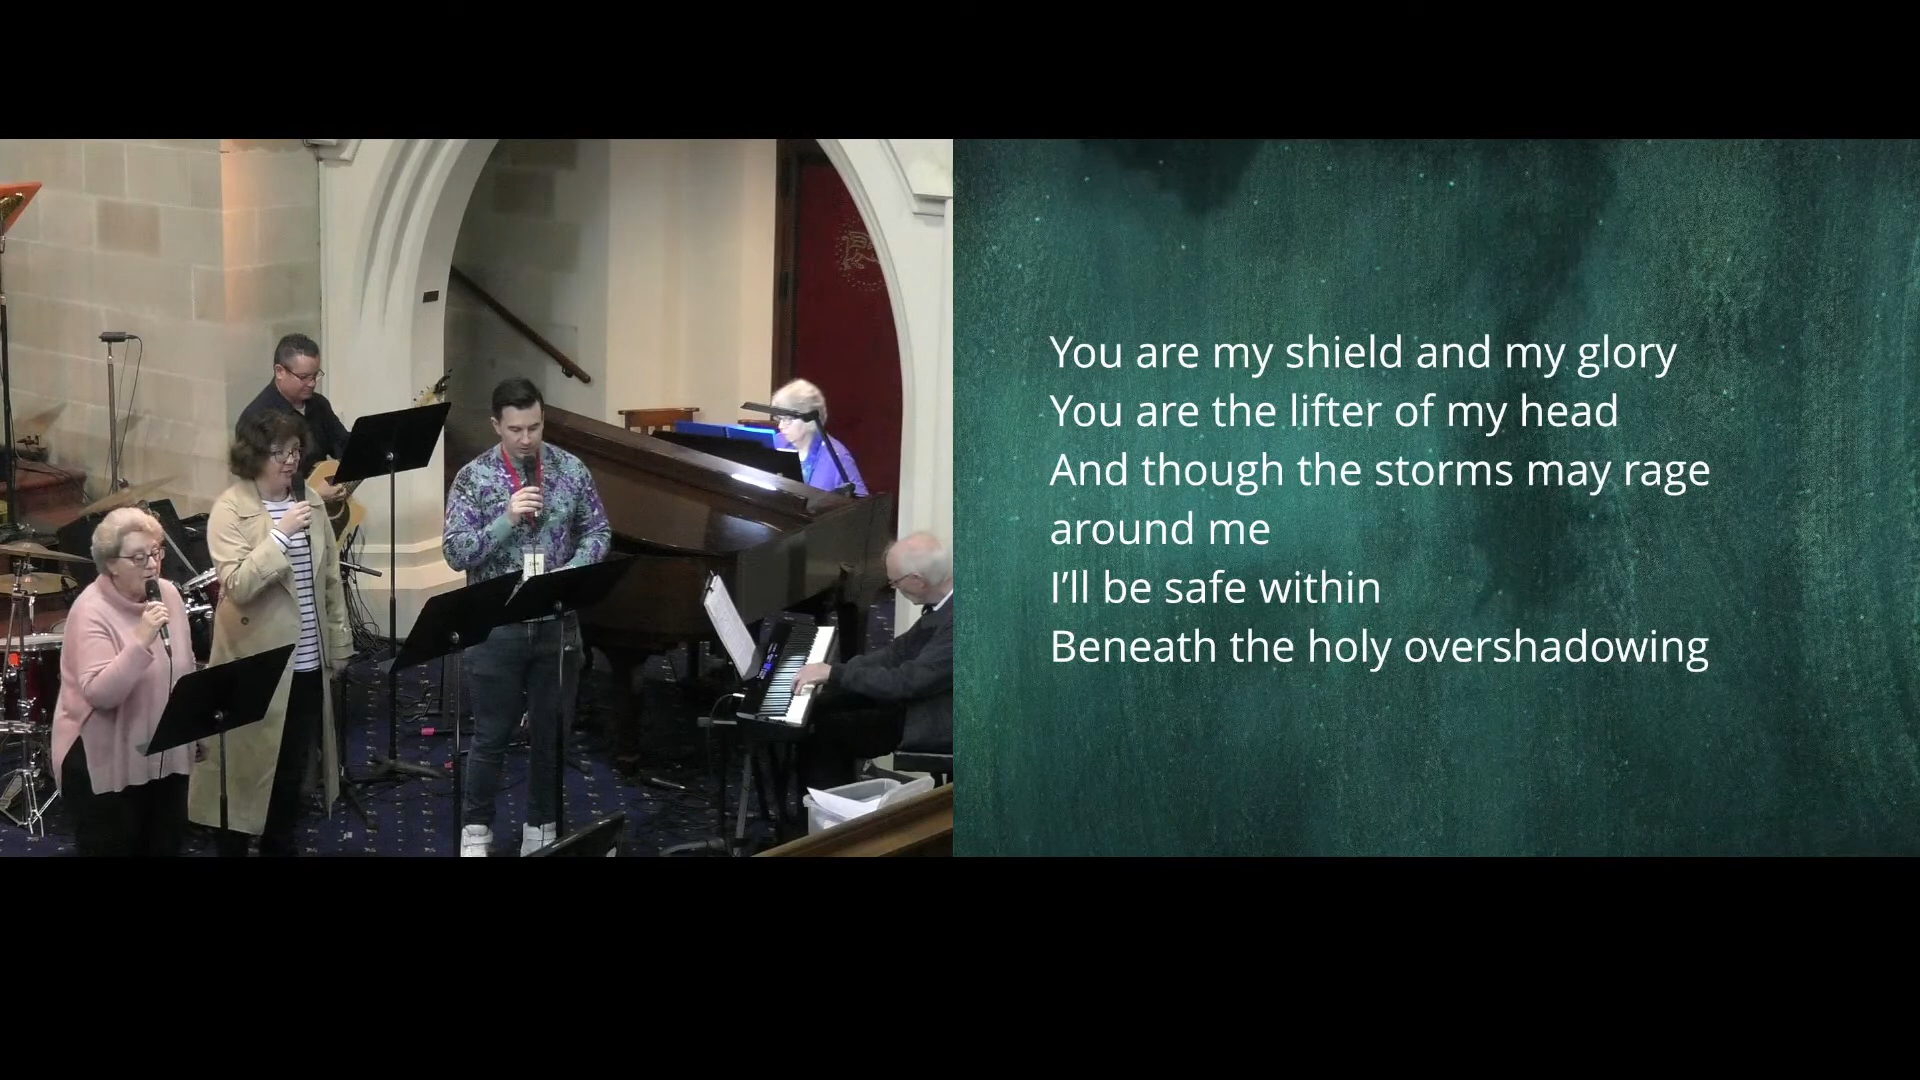 You are my shield and my glory
You are the lifter of my head
And though the storms may rage
around me
I’ll be safe within
Beneath the holy overshadowing